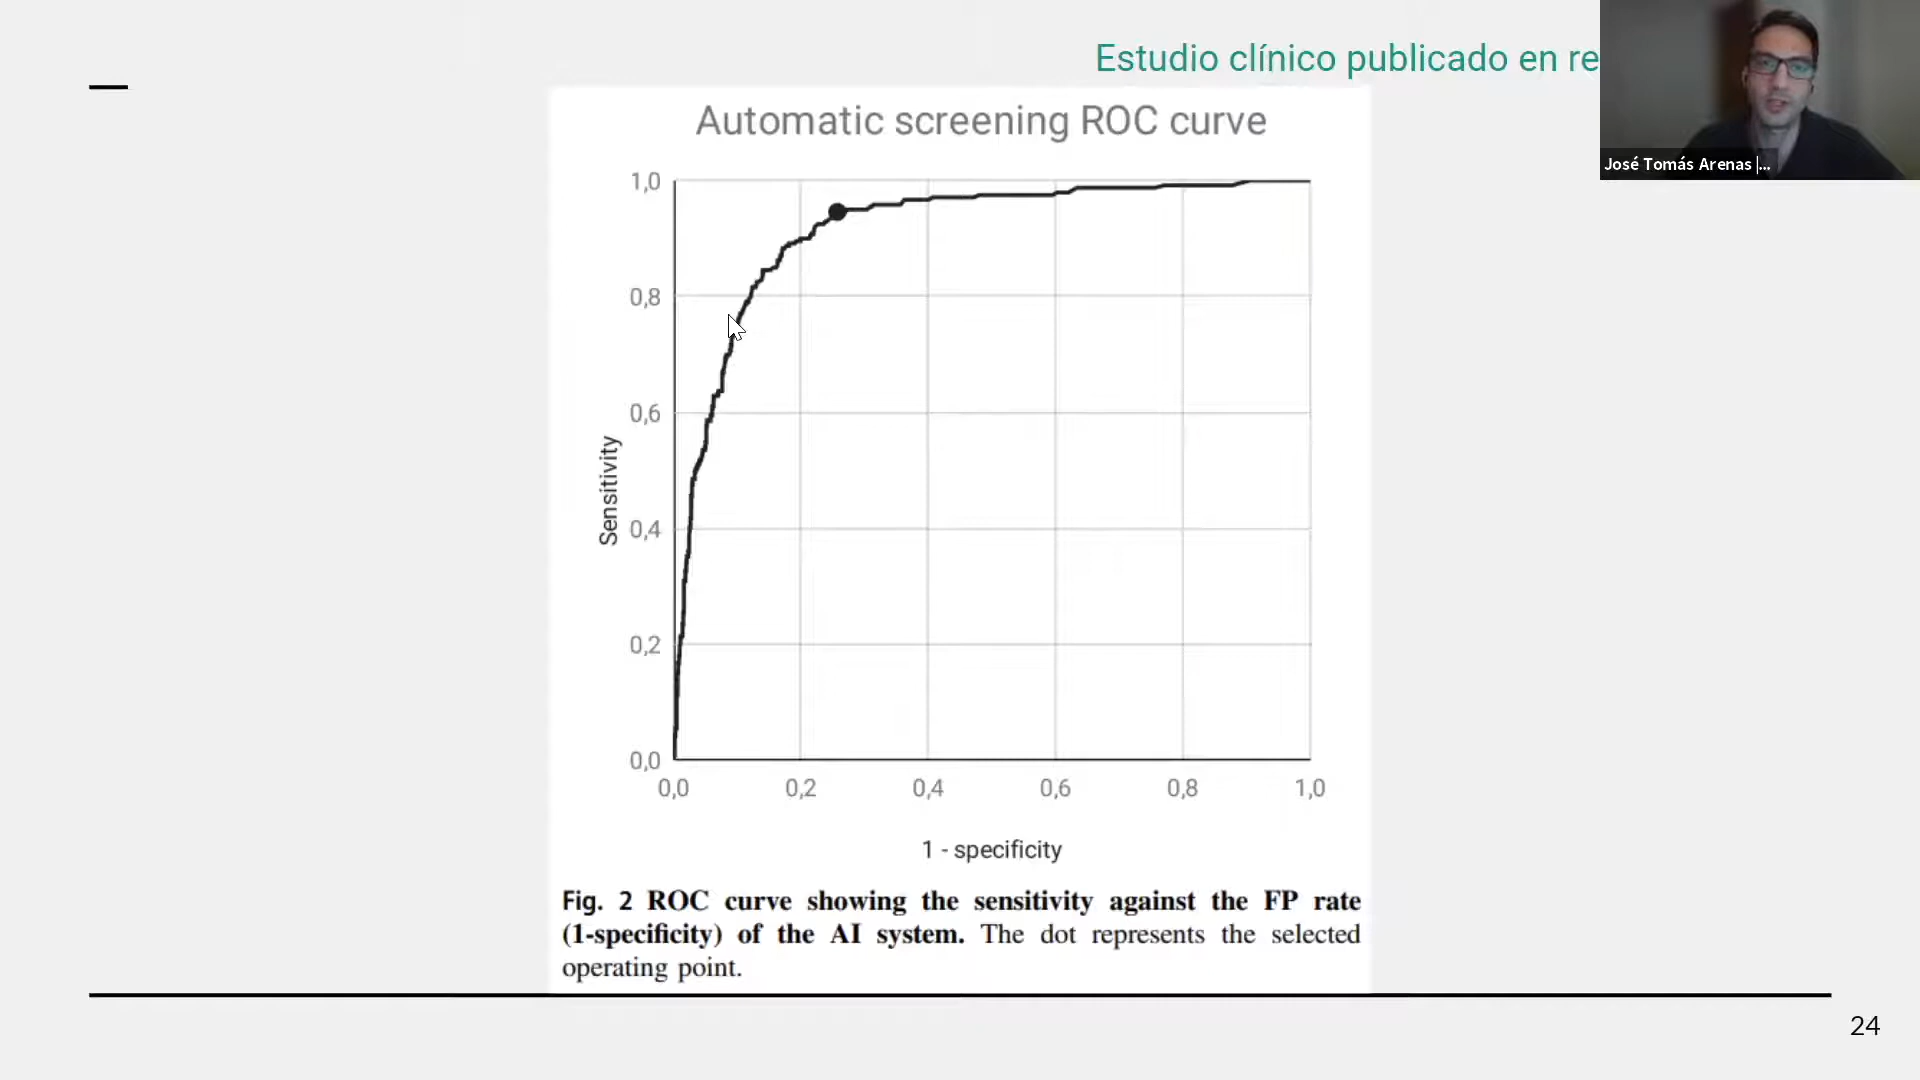 Estudio clínico publicado en re
José Tomás Arenas |...
Automatic screening ROC curve
1,0
0,8
0,6
0,4
0,2
0,0
Sensitivity
0,0 0,2 0,4 0,6 0,8 1,0
1 - specificity
Fig. 2 ROC curve showing the sensitivity against the FP rate
(1-specificity) of the AI system. The dot represents the selected
operating point.
24